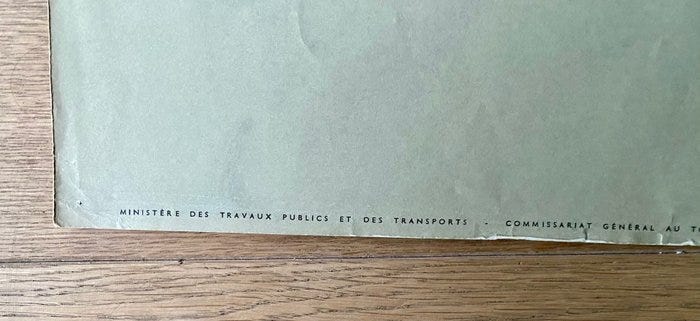 MINISTÈRE DES TRAVAUX PUBLICS ET DES TRANSPORTS - COMMISSARIAT GÉNÉRAL AU